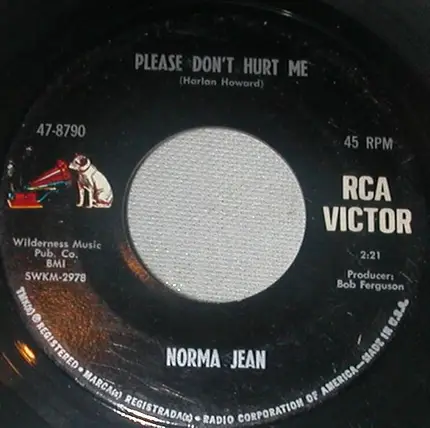 PLEASE DON'T HURT ME
(Harlan Howard)
47-8790
45 RPM
RCA
VICTOR
Wilderness Music
Pub. Co.
BMI
SWKM-2978
2:21
Producer:
Bob Ferguson
NORMA JEAN
TMK(s) ® REGISTERED • MARCA(s) REGISTRADA(s) • RADIO CORPORATION OF AMERICA—MADE IN U.S.A.